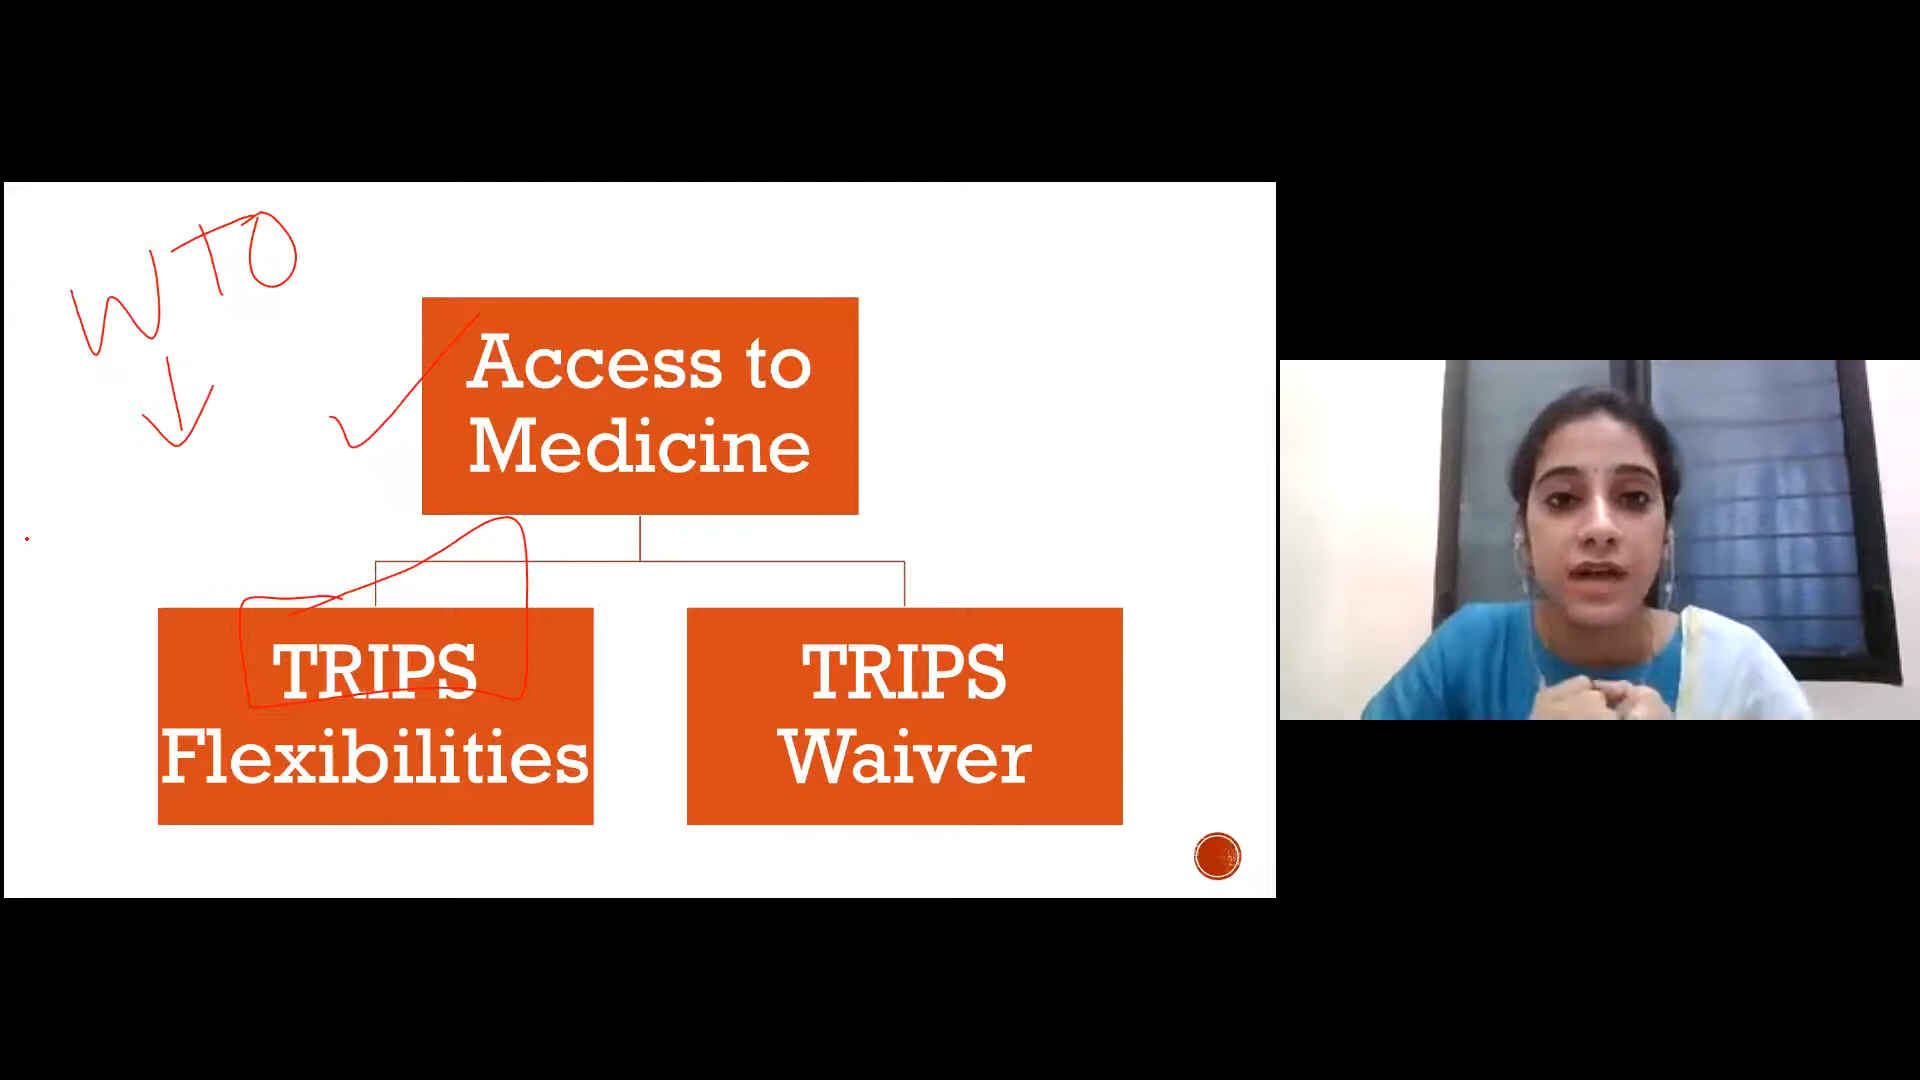 WTO
Access to
Medicine
TRIPS
Flexibilities
TRIPS
Waiver